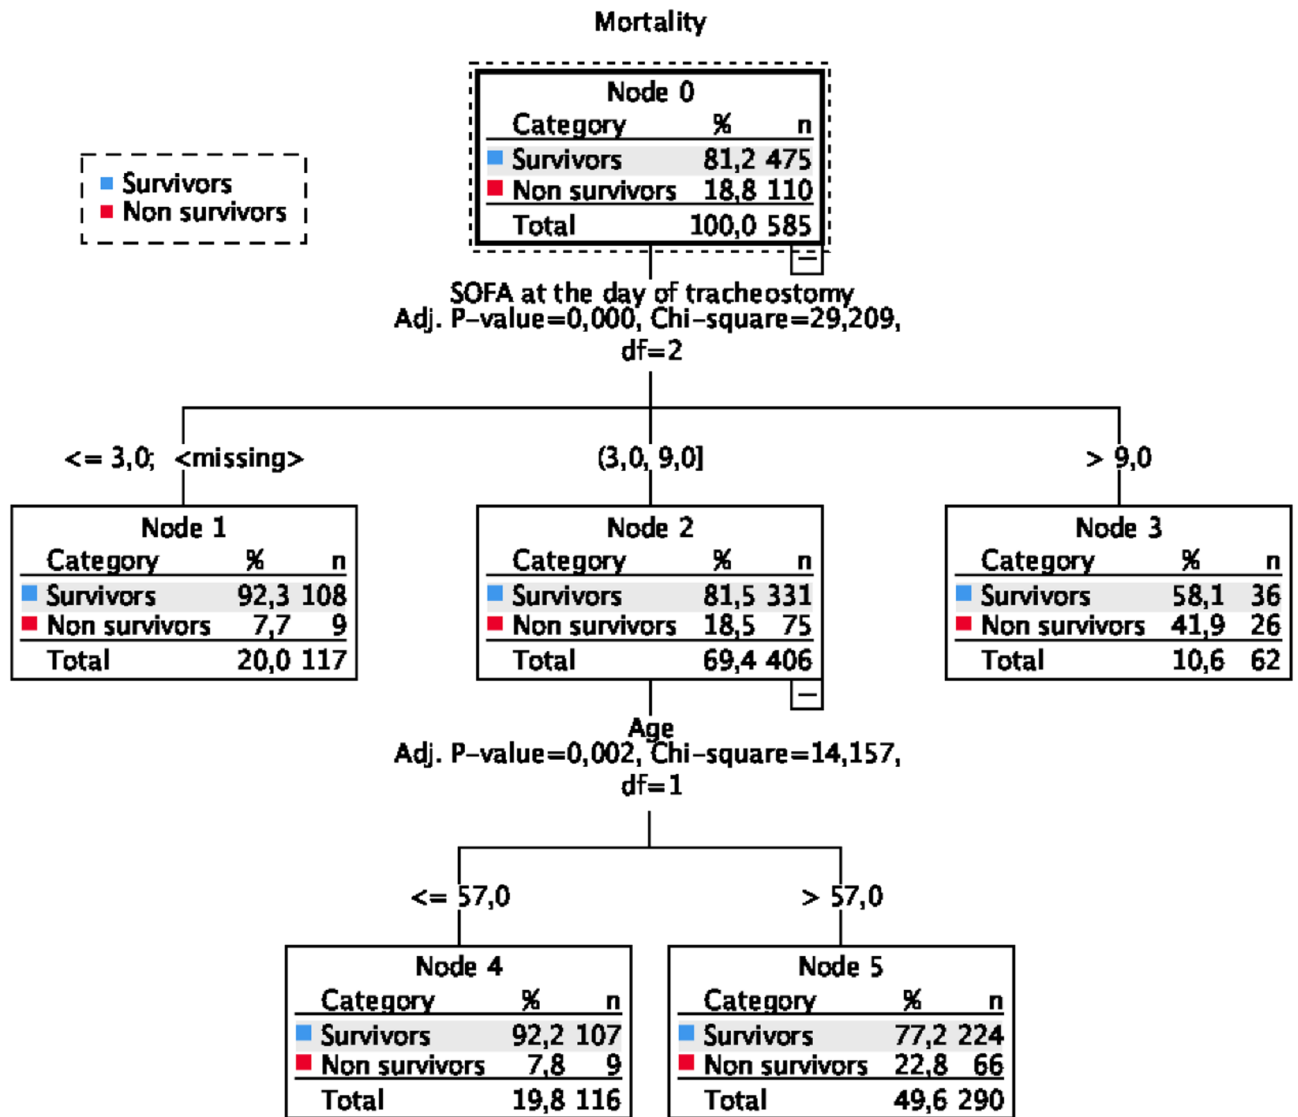 Mortality
Node 0
Category % n
Survivors 81,2 475
Non survivors 18,8 110
Total 100,0 585
Survivors
Non survivors
SOFA at the day of tracheostomy
Adj. P-value=0,000, Chi-square=29,209,
df=2
<= 3,0; <missing>
(3,0, 9,0]
> 9,0
Node 1
Category % n
Survivors 92,3 108
Non survivors 7,7 9
Total 20,0 117
Node 2
Category % n
Survivors 81,5 331
Non survivors 18,5 75
Total 69,4 406
Node 3
Category % n
Survivors 58,1 36
Non survivors 41,9 26
Total 10,6 62
Age
Adj. P-value=0,002, Chi-square=14,157,
df=1
<= 57,0
> 57,0
Node 4
Category % n
Survivors 92,2 107
Non survivors 7,8 9
Total 19,8 116
Node 5
Category % n
Survivors 77,2 224
Non survivors 22,8 66
Total 49,6 290